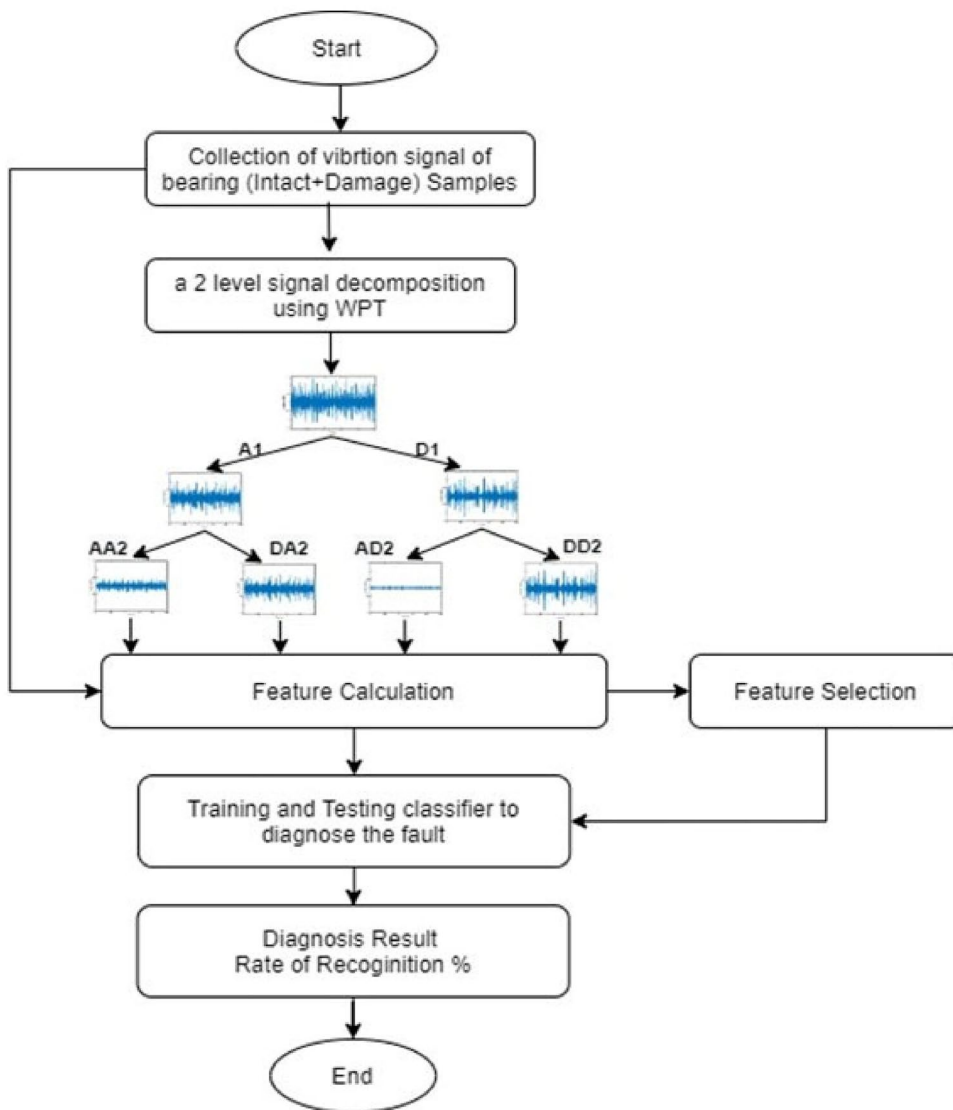 Start
Collection of vibrtion signal of
bearing (Intact+Damage) Samples
a 2 level signal decomposition
using WPT
A1
D1
AA2
DA2
AD2
DD2
Feature Calculation
Feature Selection
Training and Testing classifier to
diagnose the fault
Diagnosis Result
Rate of Recoginition %
End